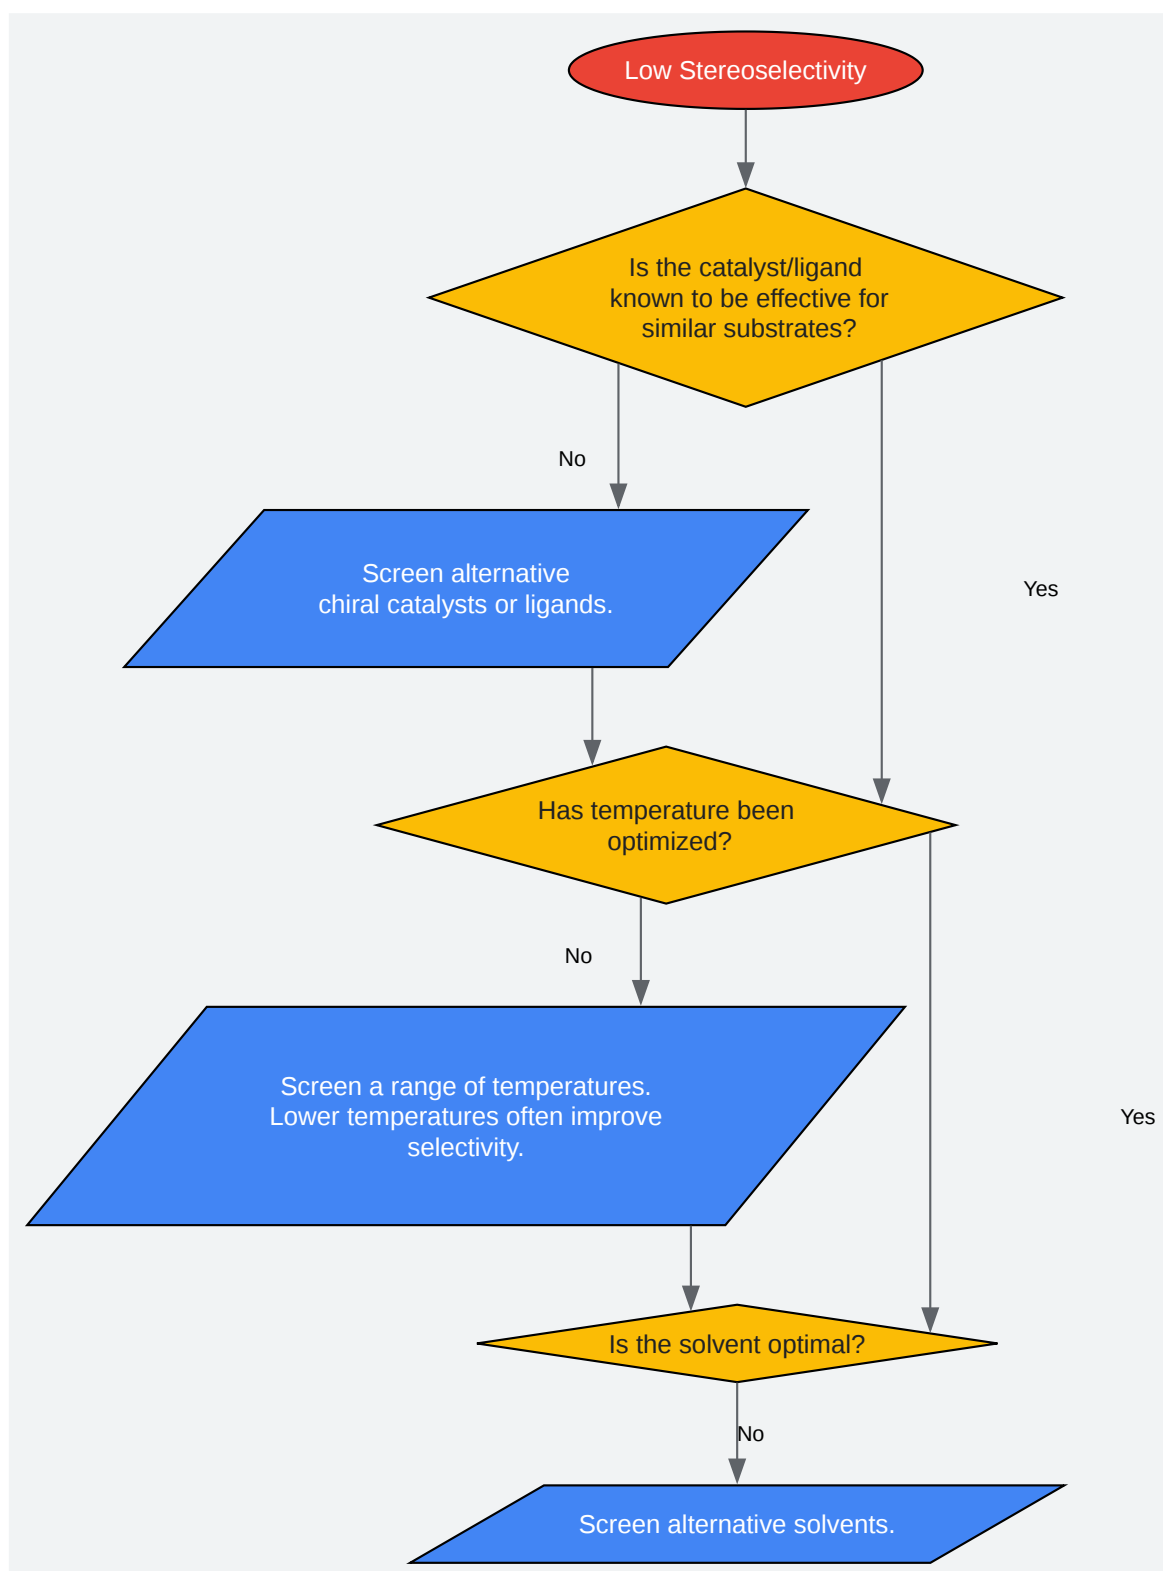 Low Stereoselectivity
Is the catalyst/ligand
known to be effective for
similar substrates?
No
Screen alternative
chiral catalysts or ligands.
Yes
Has temperature been
optimized?
No
Screen a range of temperatures.
Lower temperatures often improve
selectivity.
Yes
Is the solvent optimal?
No
Screen alternative solvents.